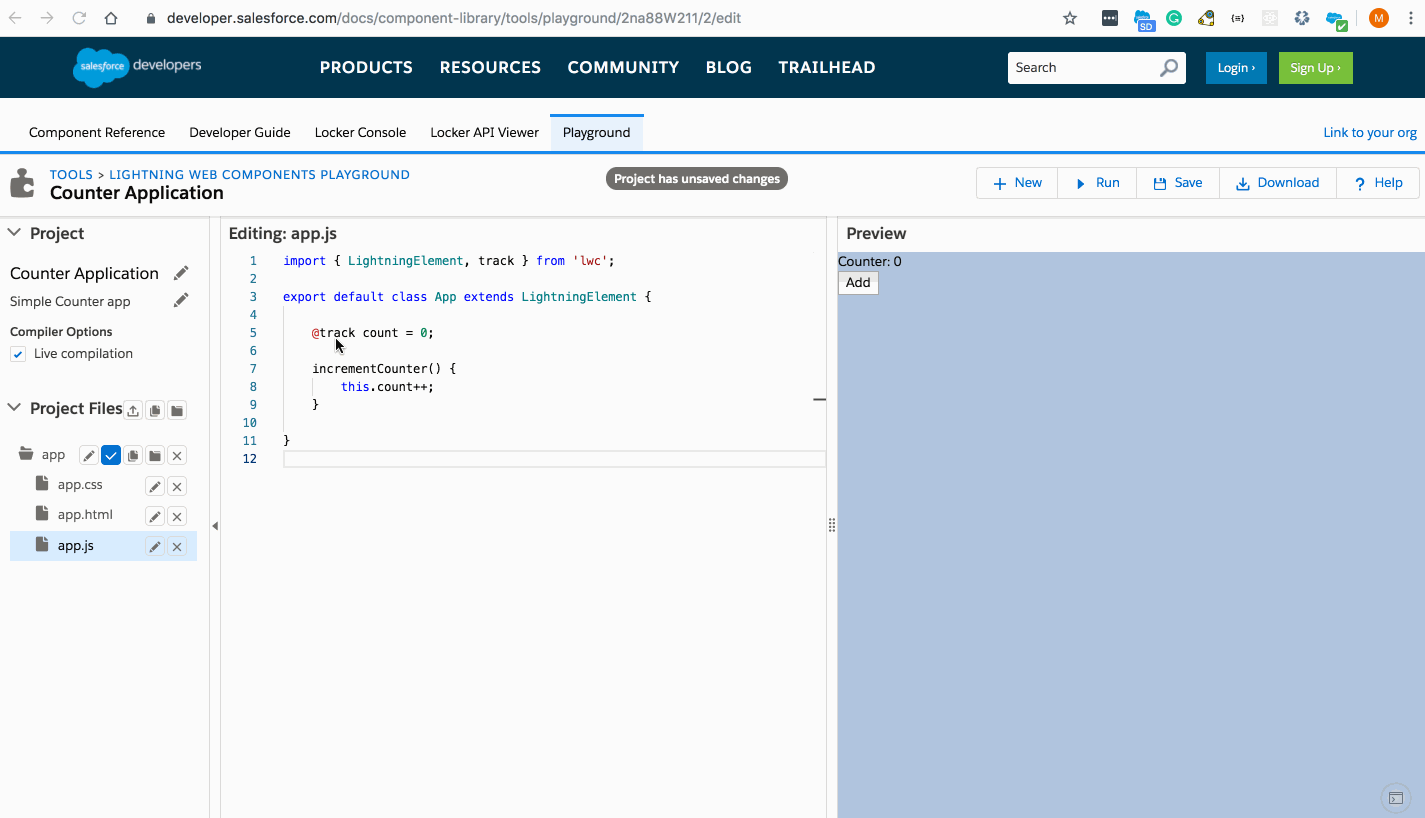 developer.salesforce.com/docs/component-library/tools/playground/2na88W211/2/edit
SD
M
salesforce developers
PRODUCTS RESOURCES COMMUNITY BLOG TRAILHEAD
Search
Login ›
Sign Up ›
Component Reference Developer Guide Locker Console Locker API Viewer Playground
Link to your org
TOOLS > LIGHTNING WEB COMPONENTS PLAYGROUND
Counter Application
Project has unsaved changes
New Run Save Download Help
Project
Counter Application
Simple Counter app
Compiler Options
Live compilation
Project Files
app
app.css
app.html
app.js
Editing: app.js
1 import { LightningElement, track } from 'lwc';
2
3 export default class App extends LightningElement {
4
5 @track count = 0;
6
7 incrementCounter() {
8 this.count++;
9 }
10
11 }
12
Preview
Counter: 0
Add